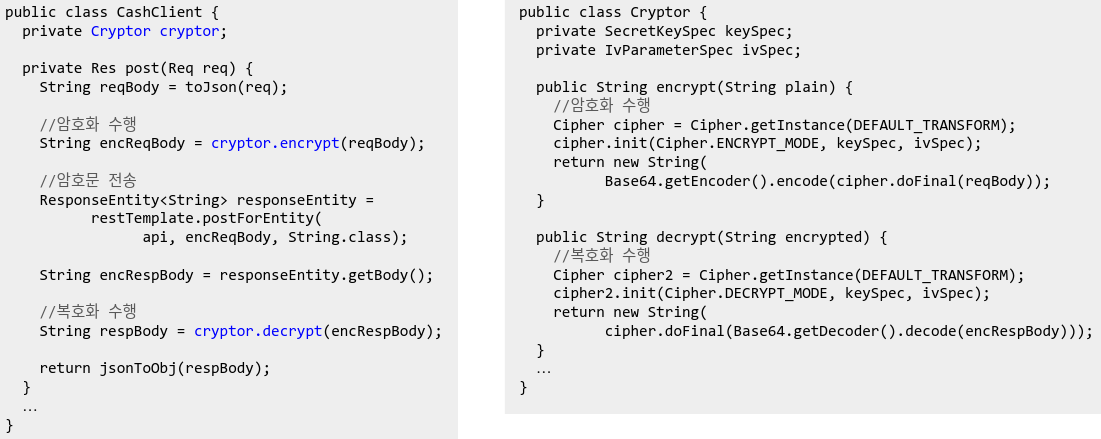 public class CashClient {
private Cryptor cryptor;
private Res post(Req req) {
String reqBody = toJson(req);
//암호화 수행
String encReqBody = cryptor.encrypt(reqBody);
//암호문 전송
ResponseEntity<String> responseEntity =
restTemplate.postForEntity(
api, encReqBody, String.class);
String encRespBody = responseEntity.getBody();
//복호화 수행
String respBody = cryptor.decrypt(encRespBody);
return jsonToObj(respBody);
}
…
}
public class Cryptor {
private SecretKeySpec keySpec;
private IvParameterSpec ivSpec;
public String encrypt(String plain) {
//암호화 수행
Cipher cipher = Cipher.getInstance(DEFAULT_TRANSFORM);
cipher.init(Cipher.ENCRYPT_MODE, keySpec, ivSpec);
return new String(
Base64.getEncoder().encode(cipher.doFinal(reqBody));
}
public String decrypt(String encrypted) {
//복호화 수행
Cipher cipher2 = Cipher.getInstance(DEFAULT_TRANSFORM);
cipher2.init(Cipher.DECRYPT_MODE, keySpec, ivSpec);
return new String(
cipher.doFinal(Base64.getDecoder().decode(encRespBody)));
}
…
}